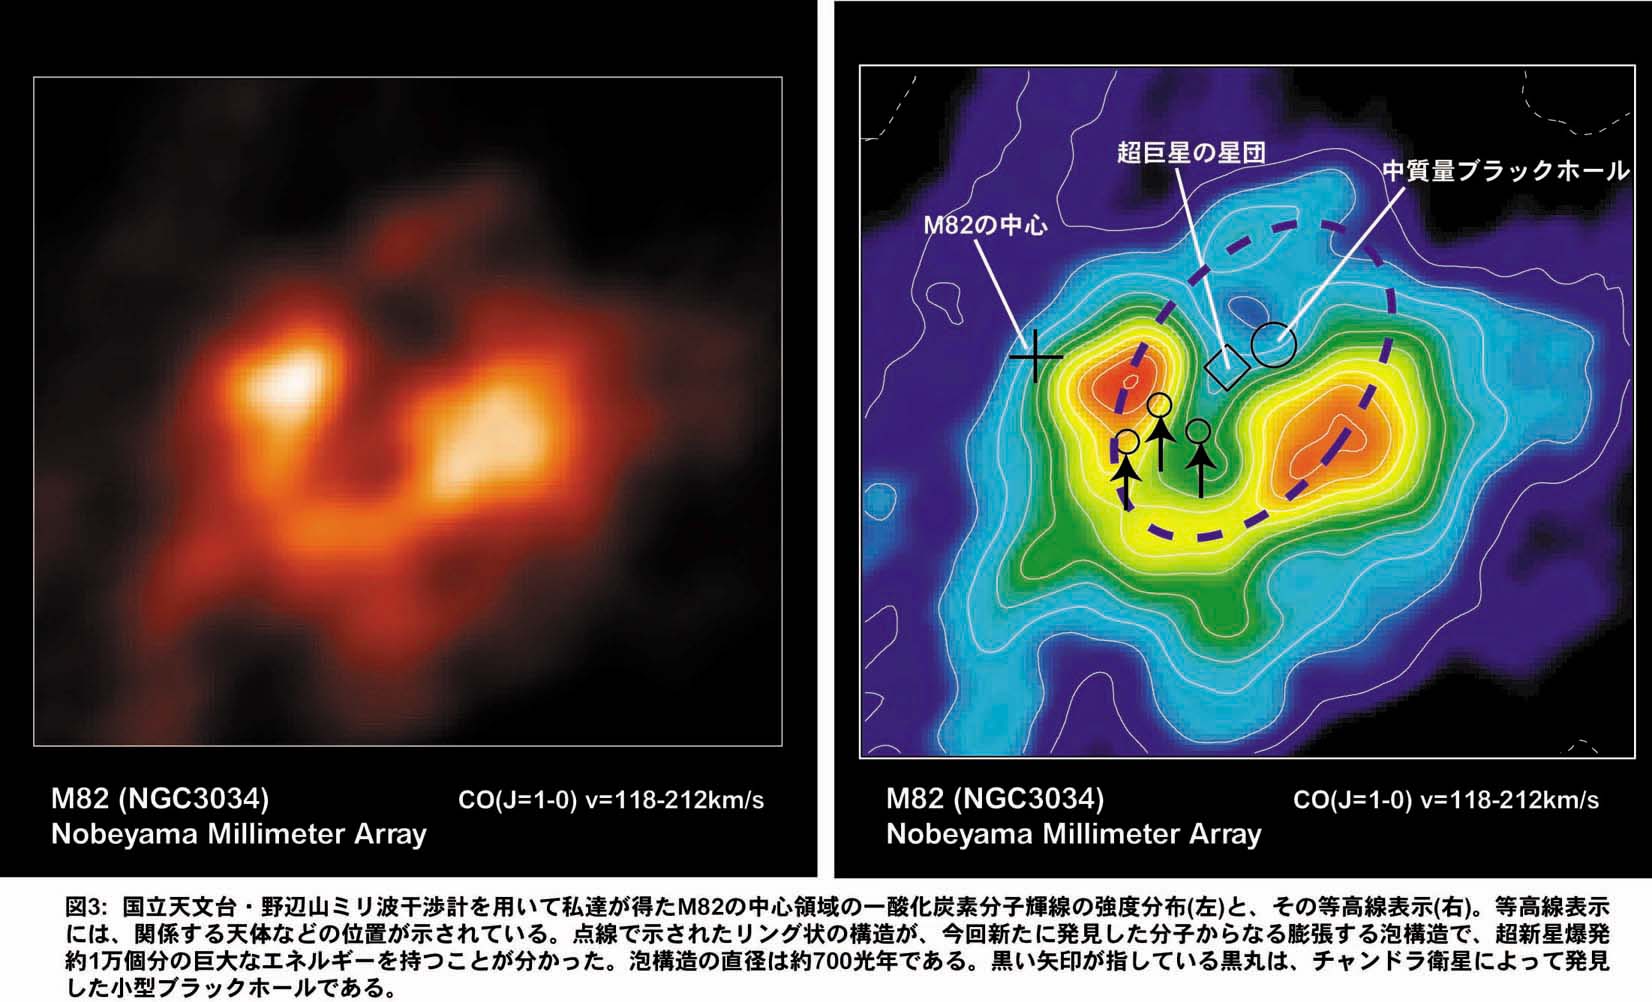 超巨星の星団
中質量ブラックホール
M82の中心
M82 (NGC3034)
CO(J=1-0) v=118-212km/s
Nobeyama Millimeter Array
M82 (NGC3034)
CO(J=1-0) v=118-212km/s
Nobeyama Millimeter Array
図3: 国立天文台・野辺山ミリ波干渉計を用いて私達が得たM82の中心領域の一酸化炭素分子輝線の強度分布(左)と、その等高線表示(右)。等高線表示
には、関係する天体などの位置が示されている。点線で示されたリング状の構造が、今回新たに発見した分子からなる膨張する泡構造で、超新星爆発
約1万個分の巨大なエネルギーを持つことが分かった。泡構造の直径は約700光年である。黒い矢印が指している黒丸は、チャンドラ衛星によって発見
した小型ブラックホールである。